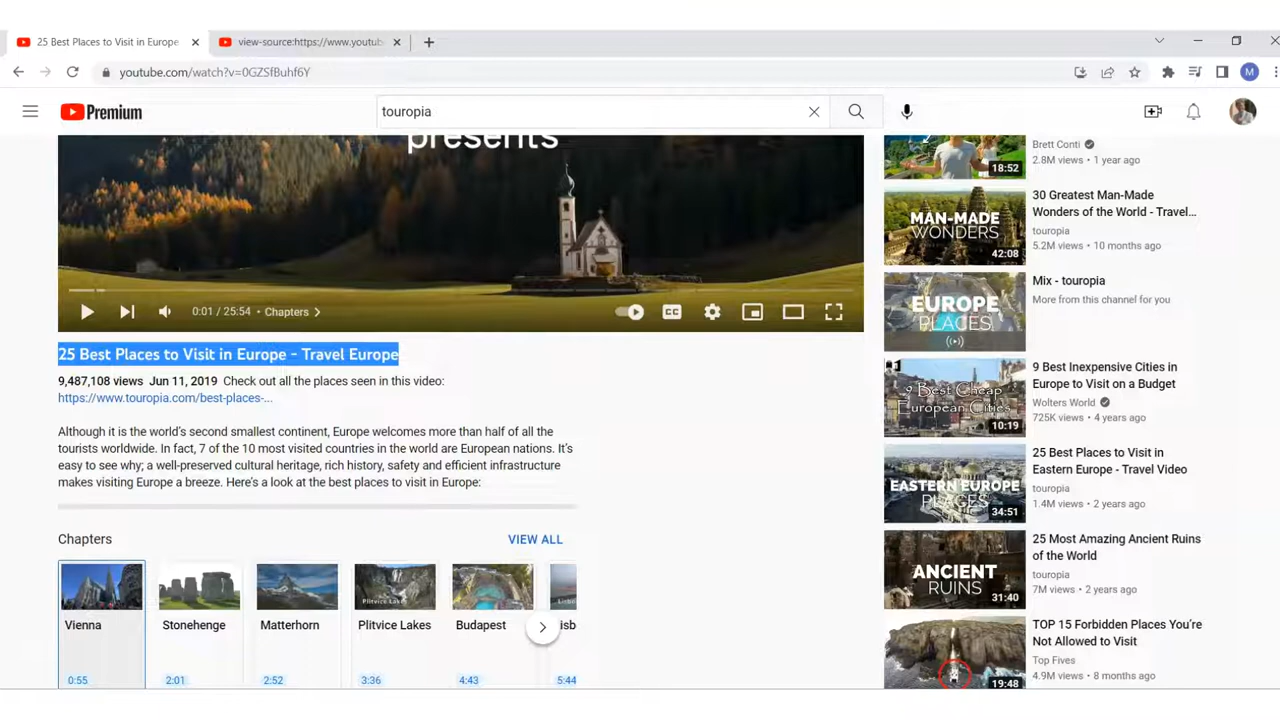 25 Best Places to Visit in Europe
view-source:https://www.youtub
youtube.com/watch?v=0GZSfBuhf6Y
M
Premium
touropia
presents
0:01 / 25:54 • Chapters
CC
25 Best Places to Visit in Europe - Travel Europe
9,487,108 views Jun 11, 2019 Check out all the places seen in this video:
https://www.touropia.com/best-places-...
Although it is the world's second smallest continent, Europe welcomes more than half of all the
tourists worldwide. In fact, 7 of the 10 most visited countries in the world are European nations. It's
easy to see why; a well-preserved cultural heritage, rich history, safety and efficient infrastructure
makes visiting Europe a breeze. Here's a look at the best places to visit in Europe:
Chapters
VIEW ALL
Plitvice Lakes
Vienna
Stonehenge
Matterhorn
Plitvice Lakes
Budapest
isb
0:55
2:01
2:52
3:36
4:43
5:44
18:52
Brett Conti
2.8M views • 1 year ago
MAN-MADE
WONDERS
42:08
30 Greatest Man-Made
Wonders of the World - Travel...
touropia
5.2M views • 10 months ago
EUROPE
PLACES
Mix - touropia
More from this channel for you
#1
9 Best Cheap
European Cities
10:19
9 Best Inexpensive Cities in
Europe to Visit on a Budget
Wolters World
725K views • 4 years ago
EASTERN EUROPE
PLACES
34:51
25 Best Places to Visit in
Eastern Europe - Travel Video
touropia
1.4M views • 2 years ago
ANCIENT
RUINS
31:40
25 Most Amazing Ancient Ruins
of the World
touropia
7M views • 2 years ago
19:48
TOP 15 Forbidden Places You're
Not Allowed to Visit
Top Fives
4.9M views • 8 months ago